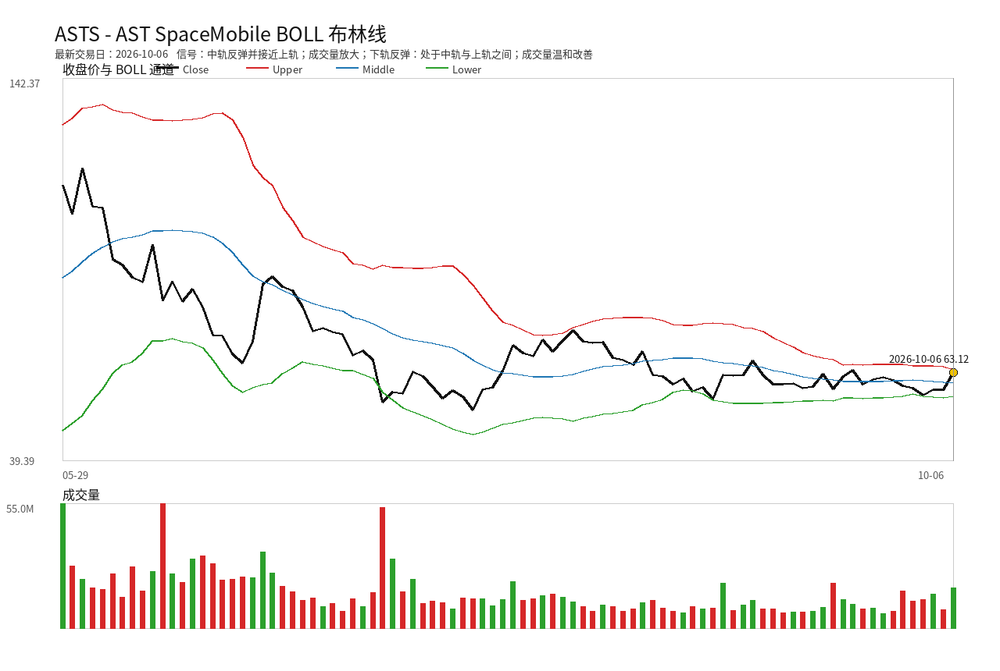 ASTS - AST SpaceMobile BOLL 布林线
最新交易日：2026-10-06 信号：中轨反弹并接近上轨；成交量放大；下轨反弹：处于中轨与上轨之间；成交量温和改善
收盘价与 BOLL 通道 Close Upper Middle Lower
142.37
2026-10-06 63.12
39.39
05-29 10-06
成交量
55.0M